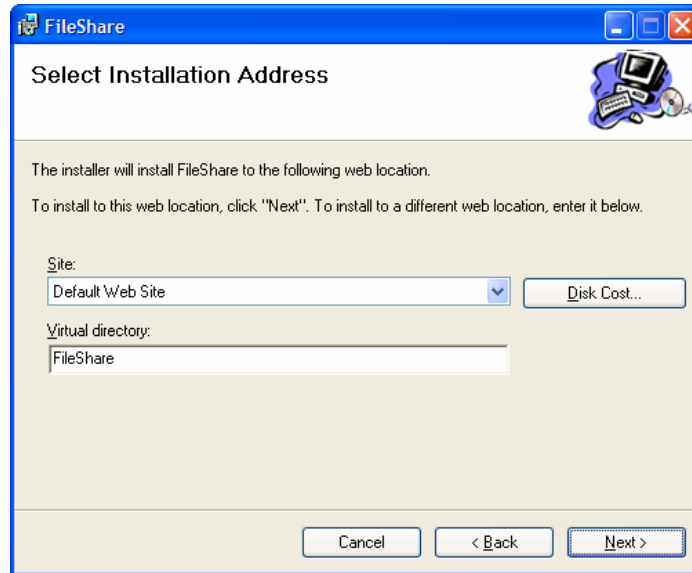 FileShare
Select Installation Address
The installer will install FileShare to the following web location.
To install to this web location, click "Next". To install to a different web location, enter it below.
Site:
Default Web Site
Disk Cost...
Virtual directory:
FileShare
Cancel
< Back
Next >